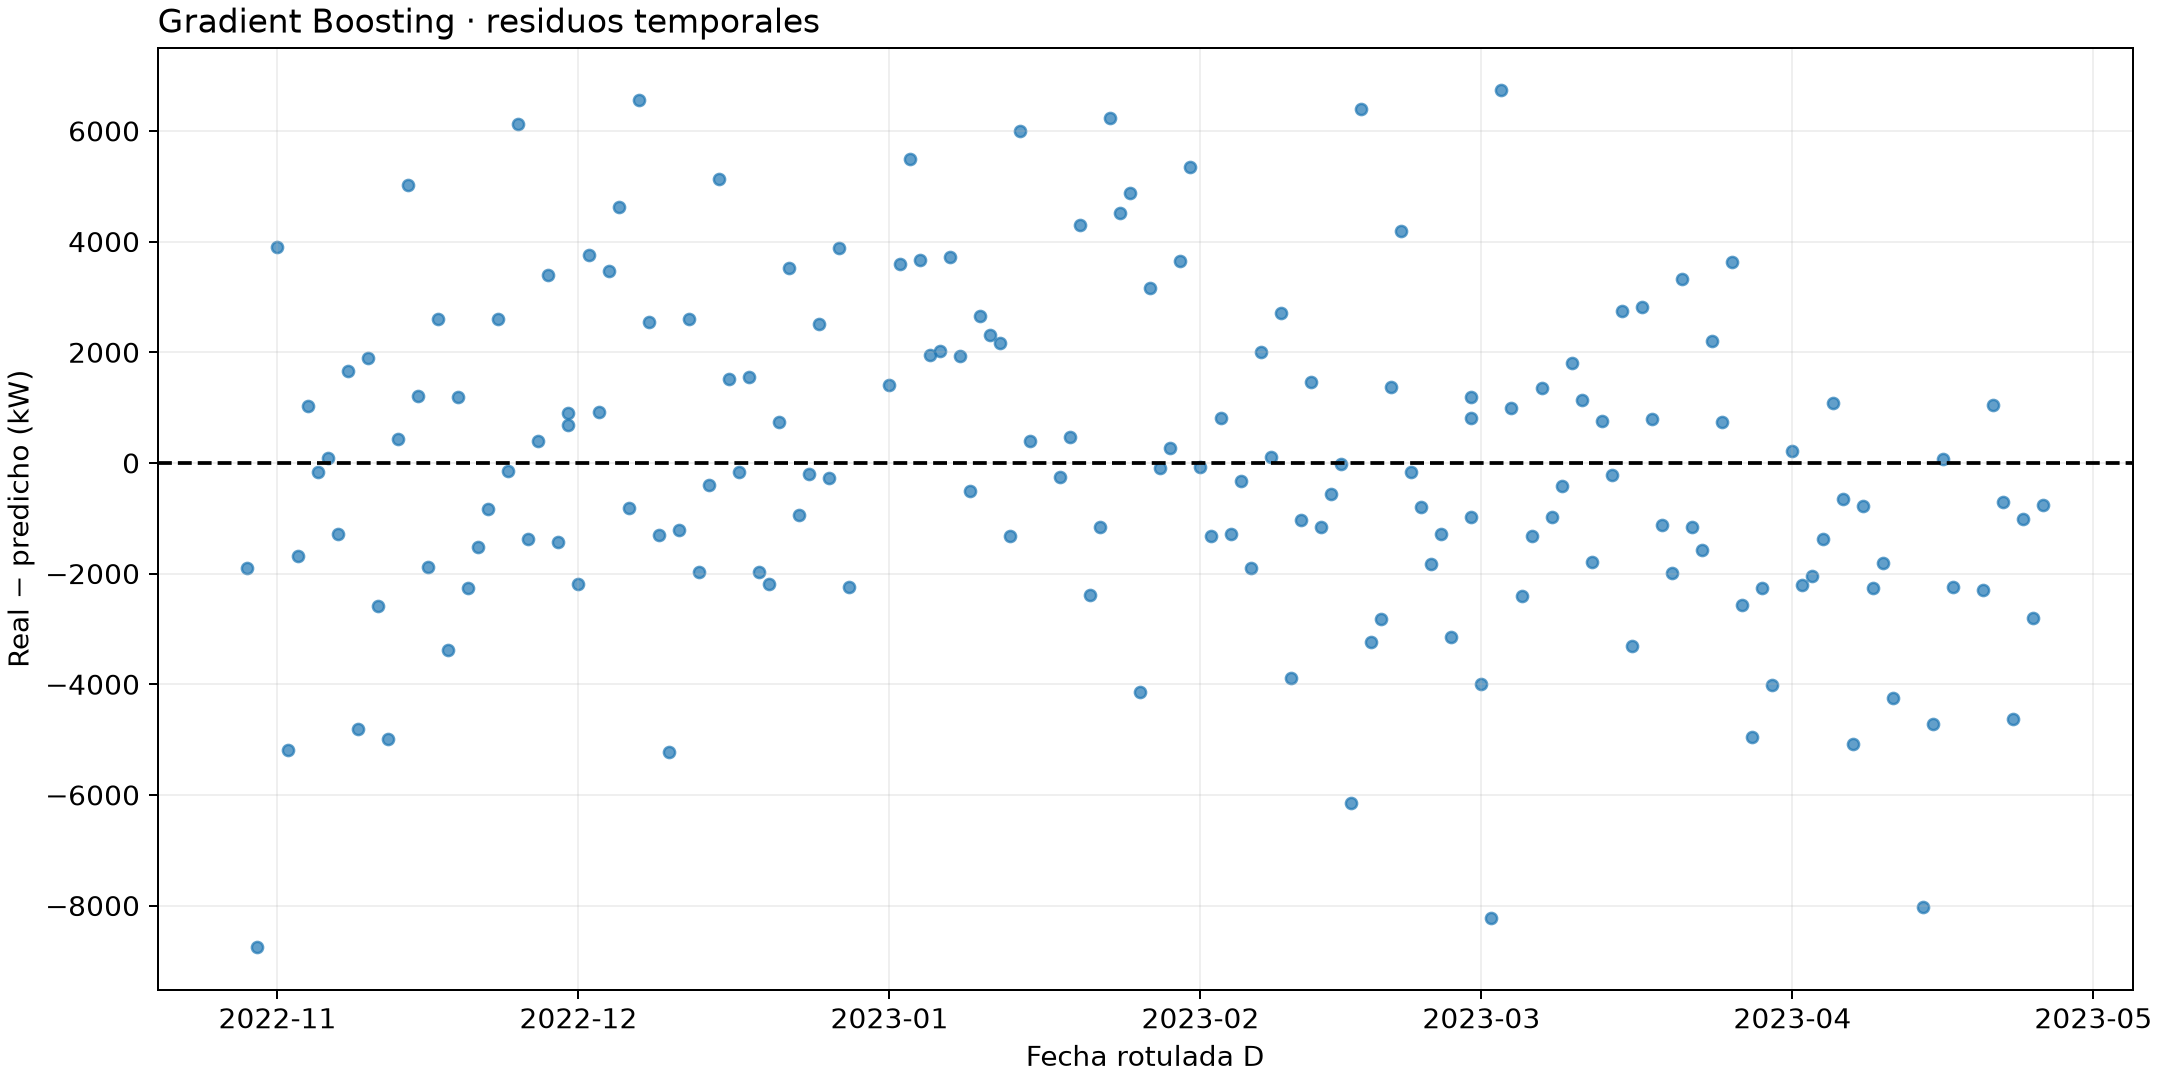 Gradient Boosting · residuos temporales
Real − predicho (kW)
6000
4000
2000
0
−2000
−4000
−6000
−8000
2022-11 2022-12 2023-01 2023-02 2023-03 2023-04 2023-05
Fecha rotulada D